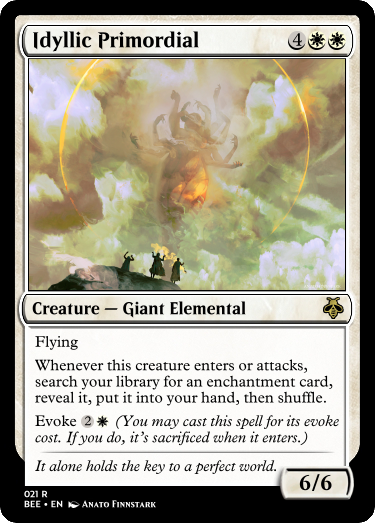 Idyllic Primordial 4
Creature — Giant Elemental
Flying
Whenever this creature enters or attacks,
search your library for an enchantment card,
reveal it, put it into your hand, then shuffle.
Evoke 2 (You may cast this spell for its evoke
cost. If you do, it's sacrificed when it enters.)
It alone holds the key to a perfect world.
6/6
021 R
BEE • EN Anato Finnstark